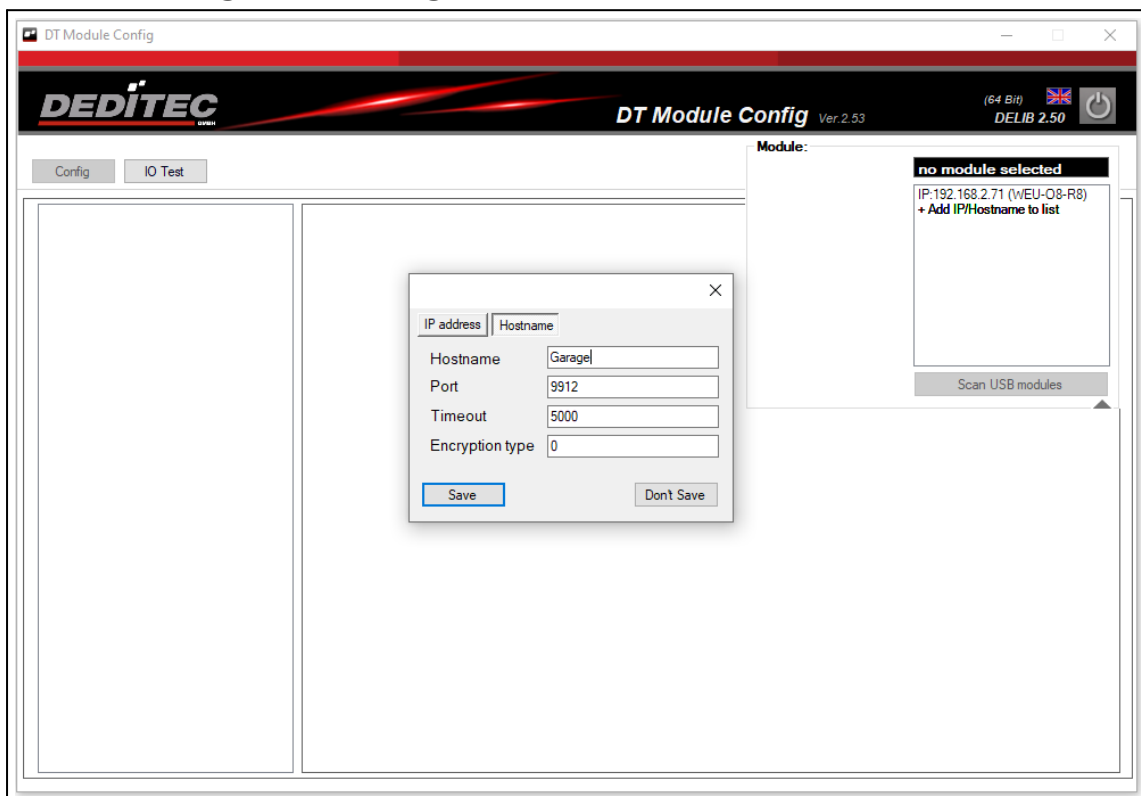 DT Module Config
DEDITEC
GMBH
DT Module Config Ver.2.53
(64 Bit)
DELIB 2.50
Config
IO Test
Module:
no module selected
IP:192.168.2.71 (WEU-O8-R8)
+ Add IP/Hostname to list
Scan USB modules
IP address
Hostname
Hostname Garage
Port 9912
Timeout 5000
Encryption type 0
Save
Don't Save